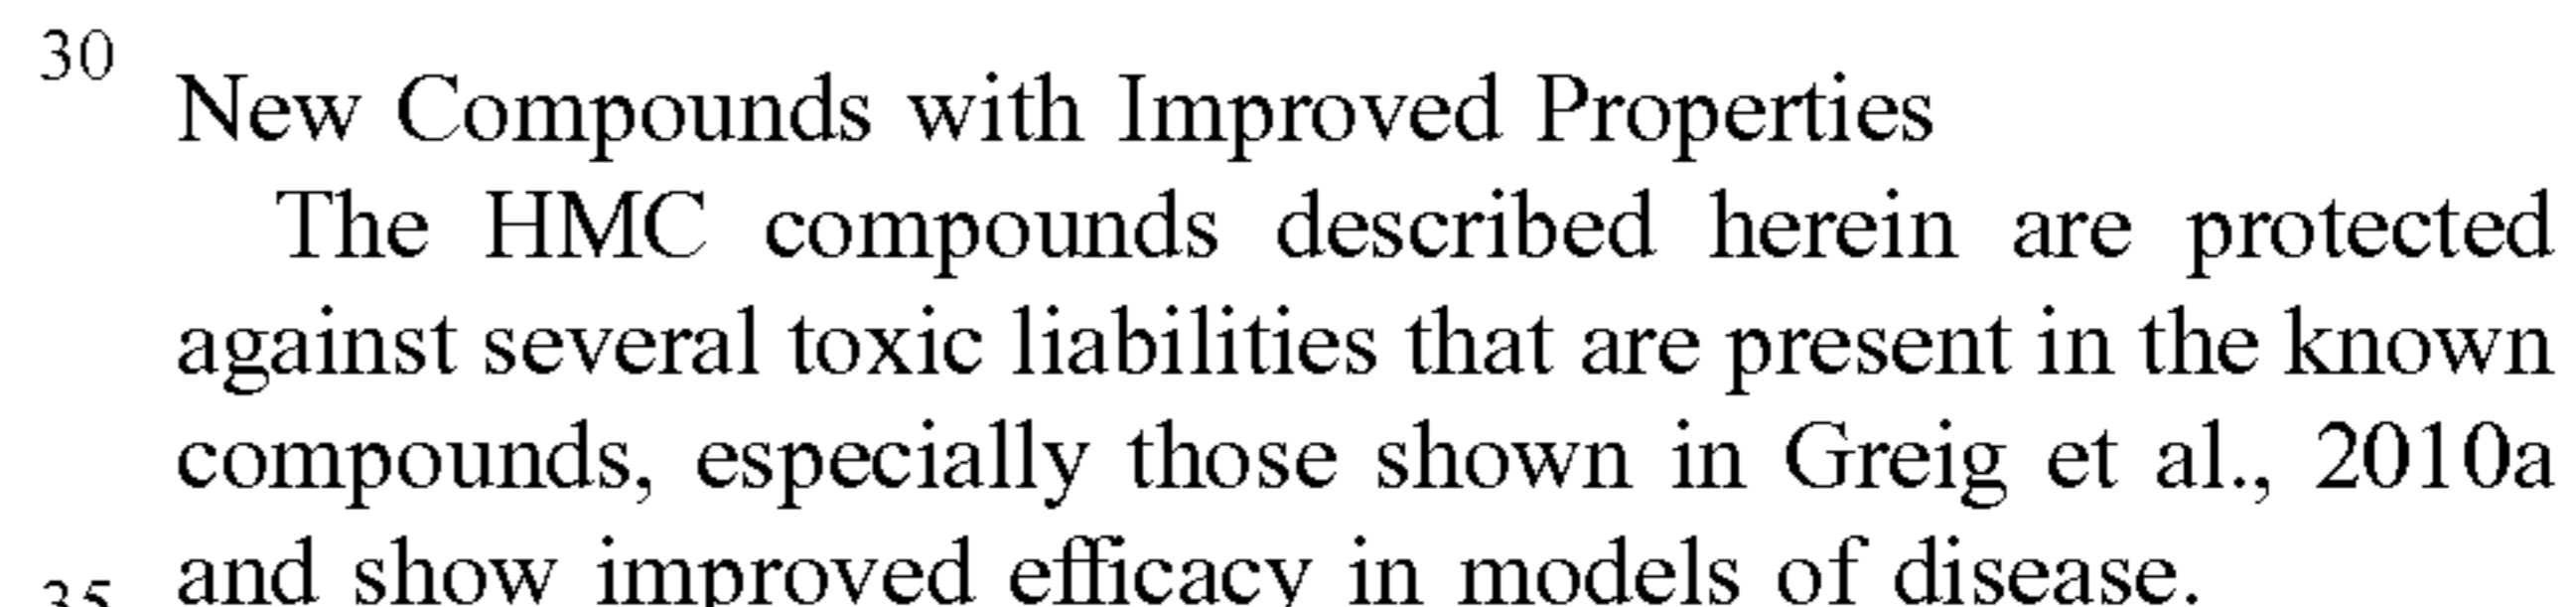 30
New Compounds with Improved Properties
The HMC compounds described herein are protected
against several toxic liabilities that are present in the known
compounds, especially those shown in Greig et al., 2010a
and show improved efficacy in models of disease.
35